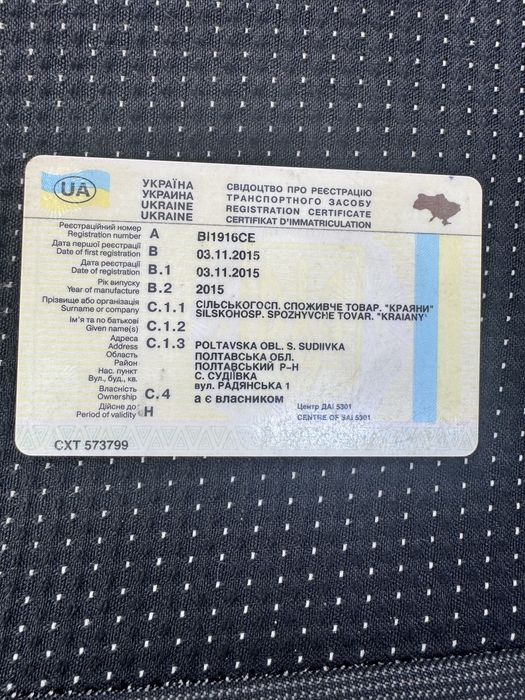 UA
УКРАЇНА
УКРАИНА
UKRAINE
UKRAINE
СВІДОЦТВО ПРО РЕЄСТРАЦІЮ
ТРАНСПОРТНОГО ЗАСОБУ
REGISTRATION CERTIFICATE
CERTIFIKAT D'IMMATRICULATION
Реєстраційний номер
Registration number A BI1916CE
Дата першої реєстрації
Date of first registration B 03.11.2015
Дата реєстрації
Date of registration B.1 03.11.2015
Рік випуску
Year of manufacture B.2 2015
Прізвище або організація C.1.1 СІЛЬСЬКОГОСП. СПОЖИВЧЕ ТОВАР. "КРАЯНИ"
Surname or company SILSKOHOSP. SPOZHYVCHE TOVAR. "KRAIANY"
Ім'я та по батькові
Given name(s) C.1.2
Адреса
Address C.1.3 POLTAVSKA OBL. S. SUDIIVKA
Область ПОЛТАВСЬКА ОБЛ.
Район ПОЛТАВСЬКИЙ Р-Н
Нас. пункт С. СУДІЇВКА
Вул., буд., кв. вул. РАДЯНСЬКА 1
Власність
Ownership C.4 а є власником
Дійсне до
Period of validity H
Центр ДАІ 5301
CENTRE OF SAI 5301
СХТ 573799